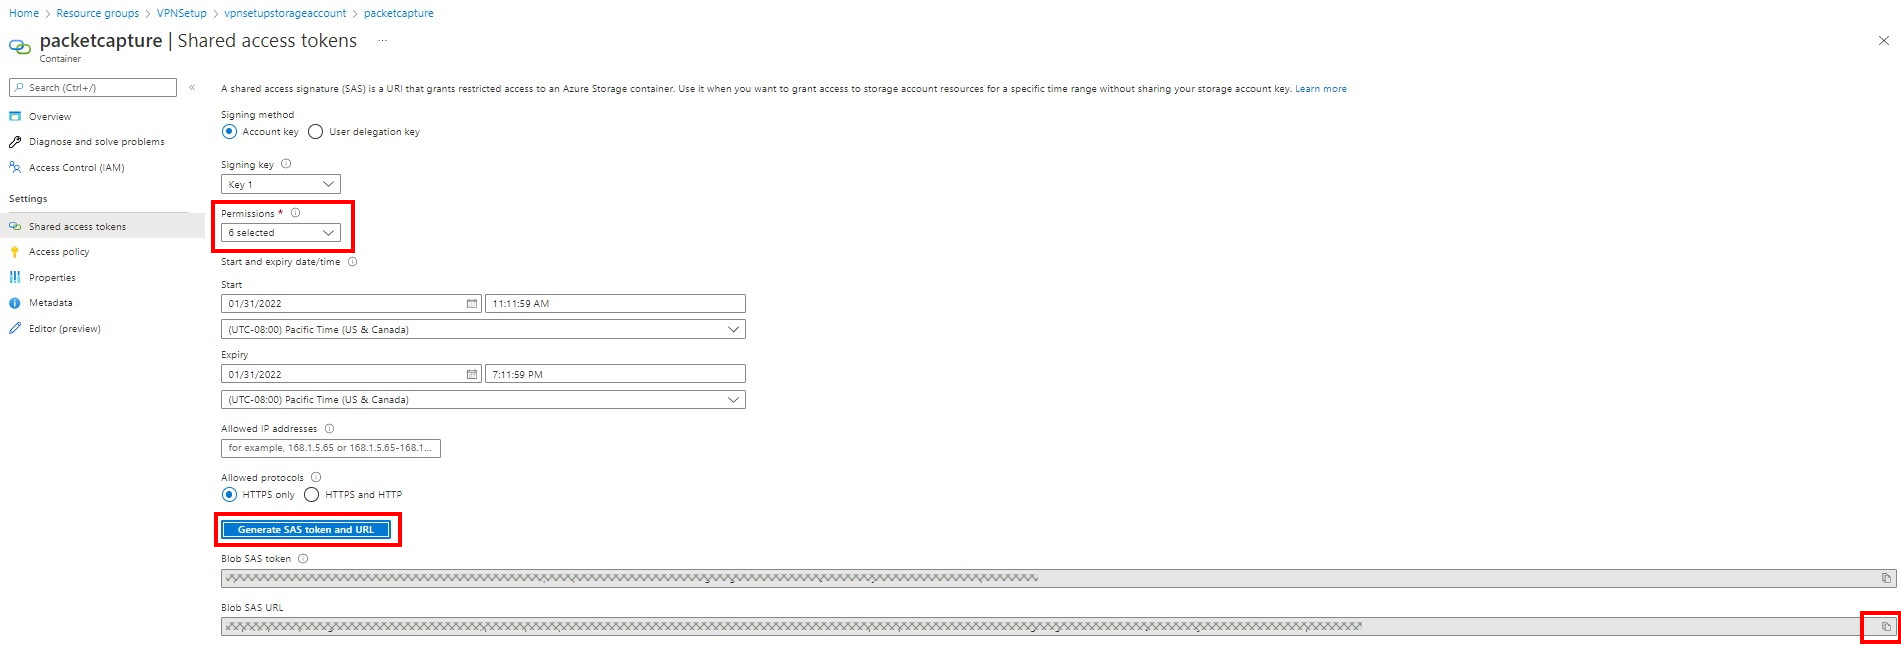 Home > Resource groups > VPNSetup > vpnsetupstorageaccount > packetcapture
packetcapture | Shared access tokens ...
Container
Search (Ctrl+/)
«
Overview
Diagnose and solve problems
Access Control (IAM)
Settings
Shared access tokens
Access policy
Properties
Metadata
Editor (preview)
A shared access signature (SAS) is a URI that grants restricted access to an Azure Storage container. Use it when you want to grant access to storage account resources for a specific time range without sharing your storage account key. Learn more
Signing method
Account key User delegation key
Signing key
Key 1
Permissions *
6 selected
Start and expiry date/time
Start
01/31/2022 11:11:59 AM
(UTC-08:00) Pacific Time (US & Canada)
Expiry
01/31/2022 7:11:59 PM
(UTC-08:00) Pacific Time (US & Canada)
Allowed IP addresses
for example, 168.1.5.65 or 168.1.5.65-168.1...
Allowed protocols
HTTPS only HTTPS and HTTP
Generate SAS token and URL
Blob SAS token
Blob SAS URL